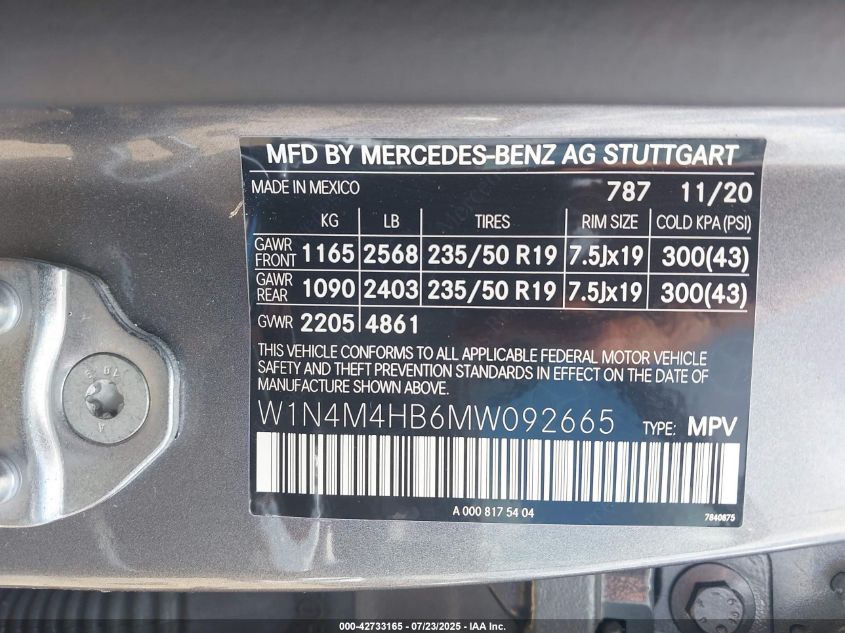 MFD BY MERCEDES-BENZ AG STUTTGART
MADE IN MEXICO 787 11/20
KG LB TIRES RIM SIZE COLD KPA (PSI)
GAWR FRONT 1165 2568 235/50 R19 7.5Jx19 300(43)
GAWR REAR 1090 2403 235/50 R19 7.5Jx19 300(43)
GVWR 2205 4861
THIS VEHICLE CONFORMS TO ALL APPLICABLE FEDERAL MOTOR VEHICLE
SAFETY AND THEFT PREVENTION STANDARDS IN EFFECT ON THE DATE OF
MANUFACTURE SHOWN ABOVE.
W1N4M4HB6MW092665 TYPE: MPV
A 000 817 54 04
7840875
000-42733165 - 07/23/2025 - IAA Inc.